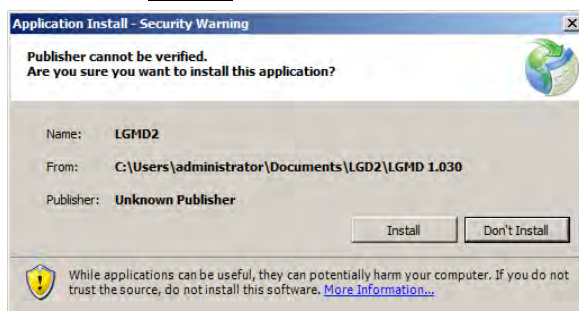 Application Install - Security Warning
Publisher cannot be verified.
Are you sure you want to install this application?
Name: LGMD2
From: C:\Users\administrator\Documents\LGD2\LGMD 1.030
Publisher: Unknown Publisher
Install Don't Install
While applications can be useful, they can potentially harm your computer. If you do not
trust the source, do not install this software. More Information...